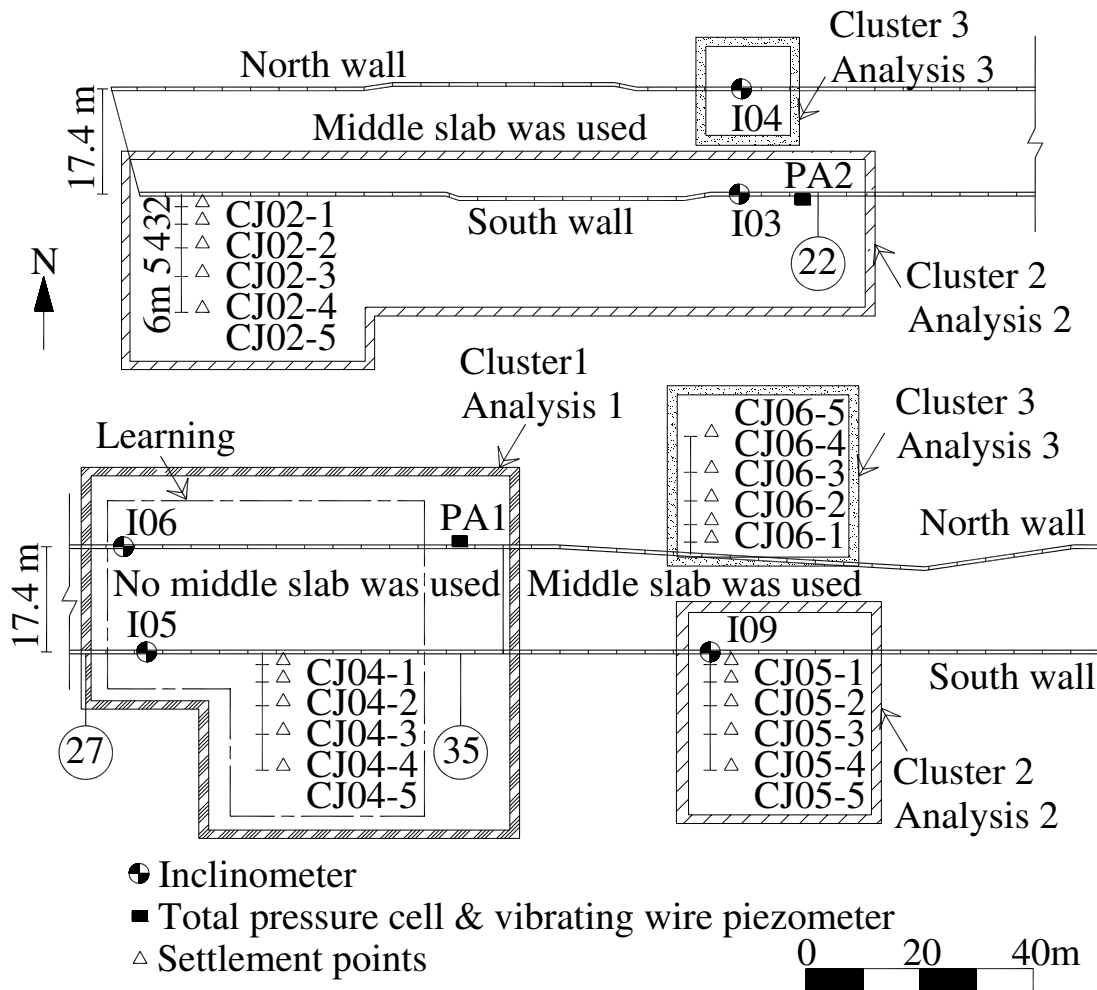 Cluster 3
Analysis 3
North wall
I04
17.4 m
Middle slab was used
PA2
I03
South wall
22
2
3
4
5
6m
CJ02-1
CJ02-2
CJ02-3
CJ02-4
CJ02-5
N
Cluster 2
Analysis 2
Cluster1
Analysis 1
Learning
CJ06-5
CJ06-4
CJ06-3
CJ06-2
CJ06-1
Cluster 3
Analysis 3
I06
PA1
North wall
17.4 m
No middle slab was used
Middle slab was used
I05
I09
South wall
CJ04-1
CJ04-2
CJ04-3
CJ04-4
CJ04-5
27
35
CJ05-1
CJ05-2
CJ05-3
CJ05-4
CJ05-5
Cluster 2
Analysis 2
Inclinometer
Total pressure cell & vibrating wire piezometer
Settlement points
0 20 40m